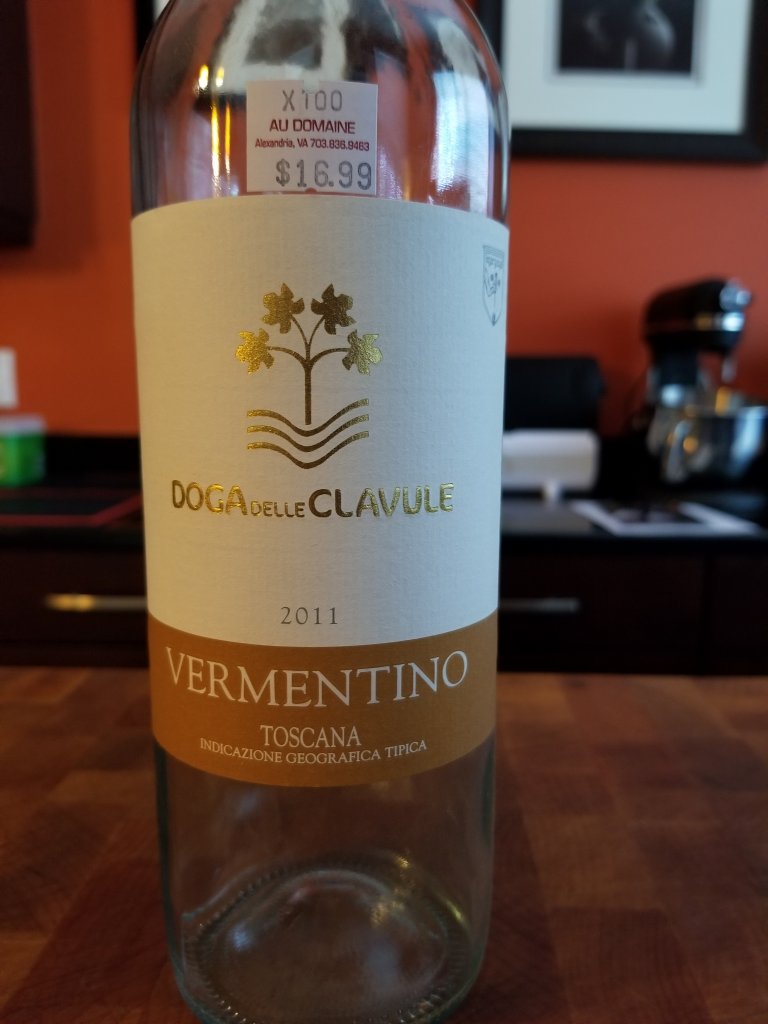 X100
AU DOMAINE
Alexandria, VA 703.836.9463
$16.99
DOGA DELLE CLAVULE
2011
VERMENTINO
TOSCANA
INDICAZIONE GEOGRAFICA TIPICA